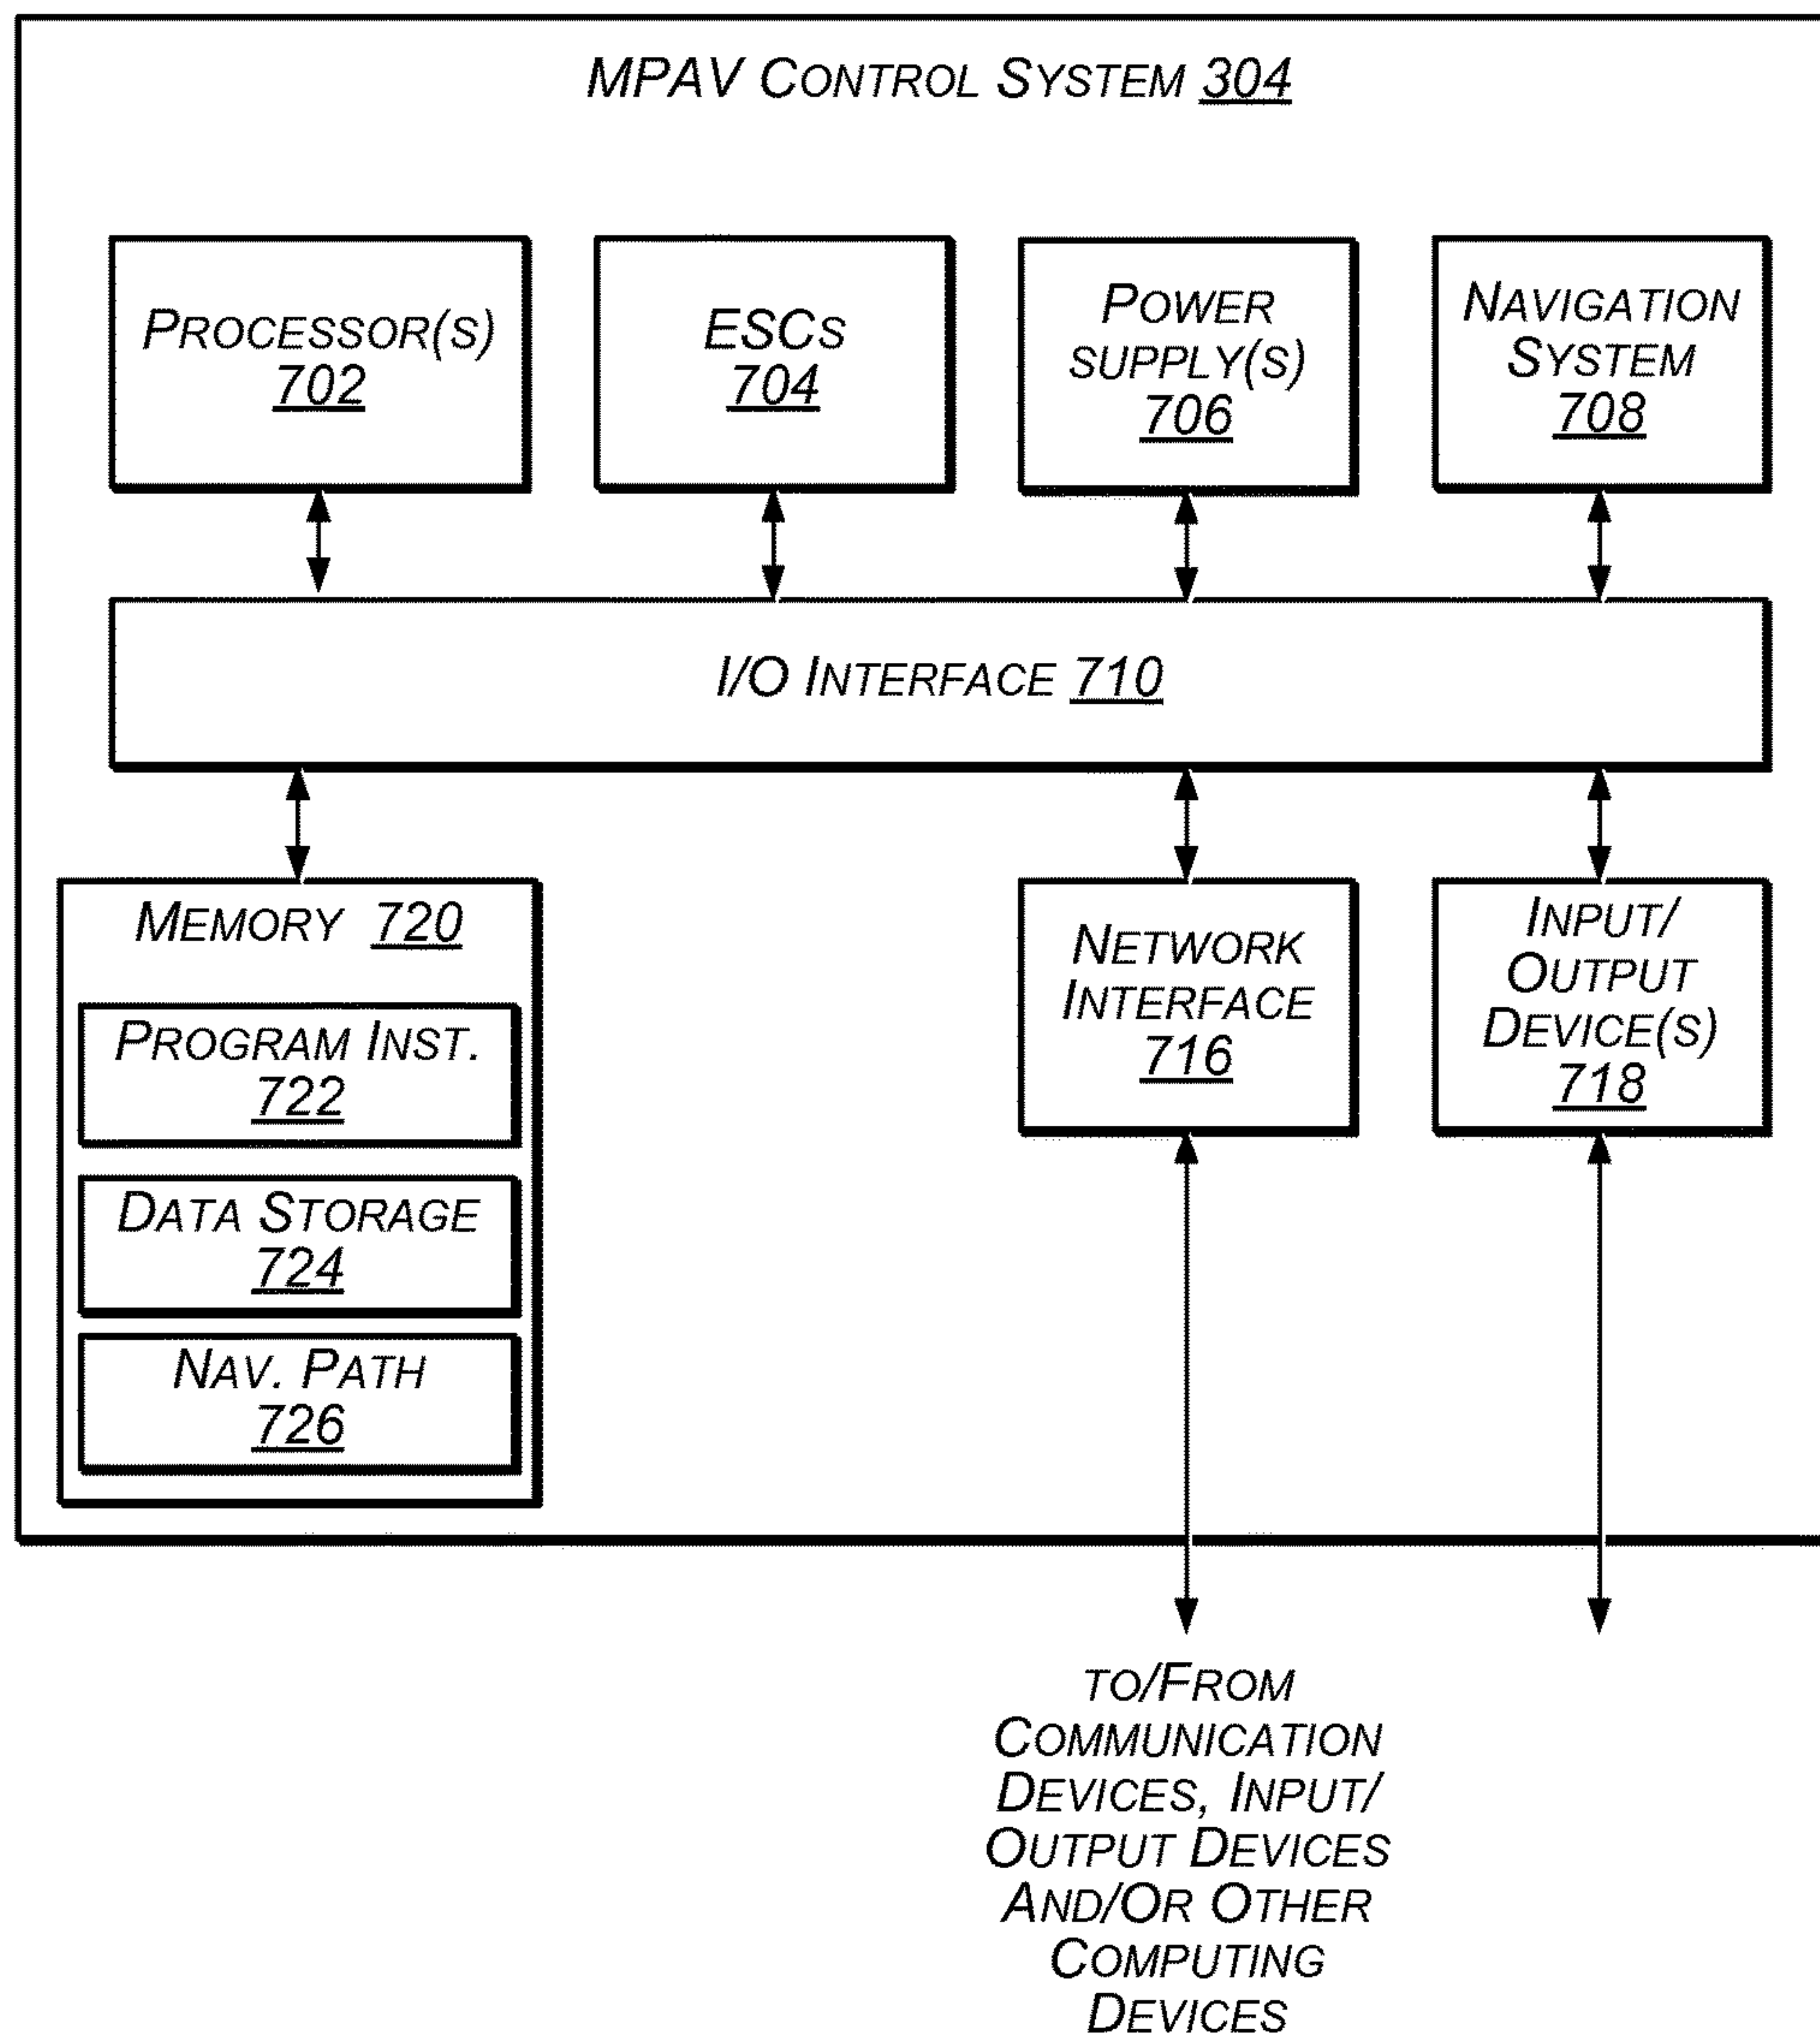 MPAV CONTROL SYSTEM 304
PROCESSOR(S)
702
ESCS
704
POWER
SUPPLY(S)
706
NAVIGATION
SYSTEM
708
I/O INTERFACE 710
MEMORY 720
PROGRAM INST.
722
DATA STORAGE
724
NAV. PATH
726
NETWORK
INTERFACE
716
INPUT/
OUTPUT
DEVICE(S)
718
TO/FROM
COMMUNICATION
DEVICES, INPUT/
OUTPUT DEVICES
AND/OR OTHER
COMPUTING
DEVICES